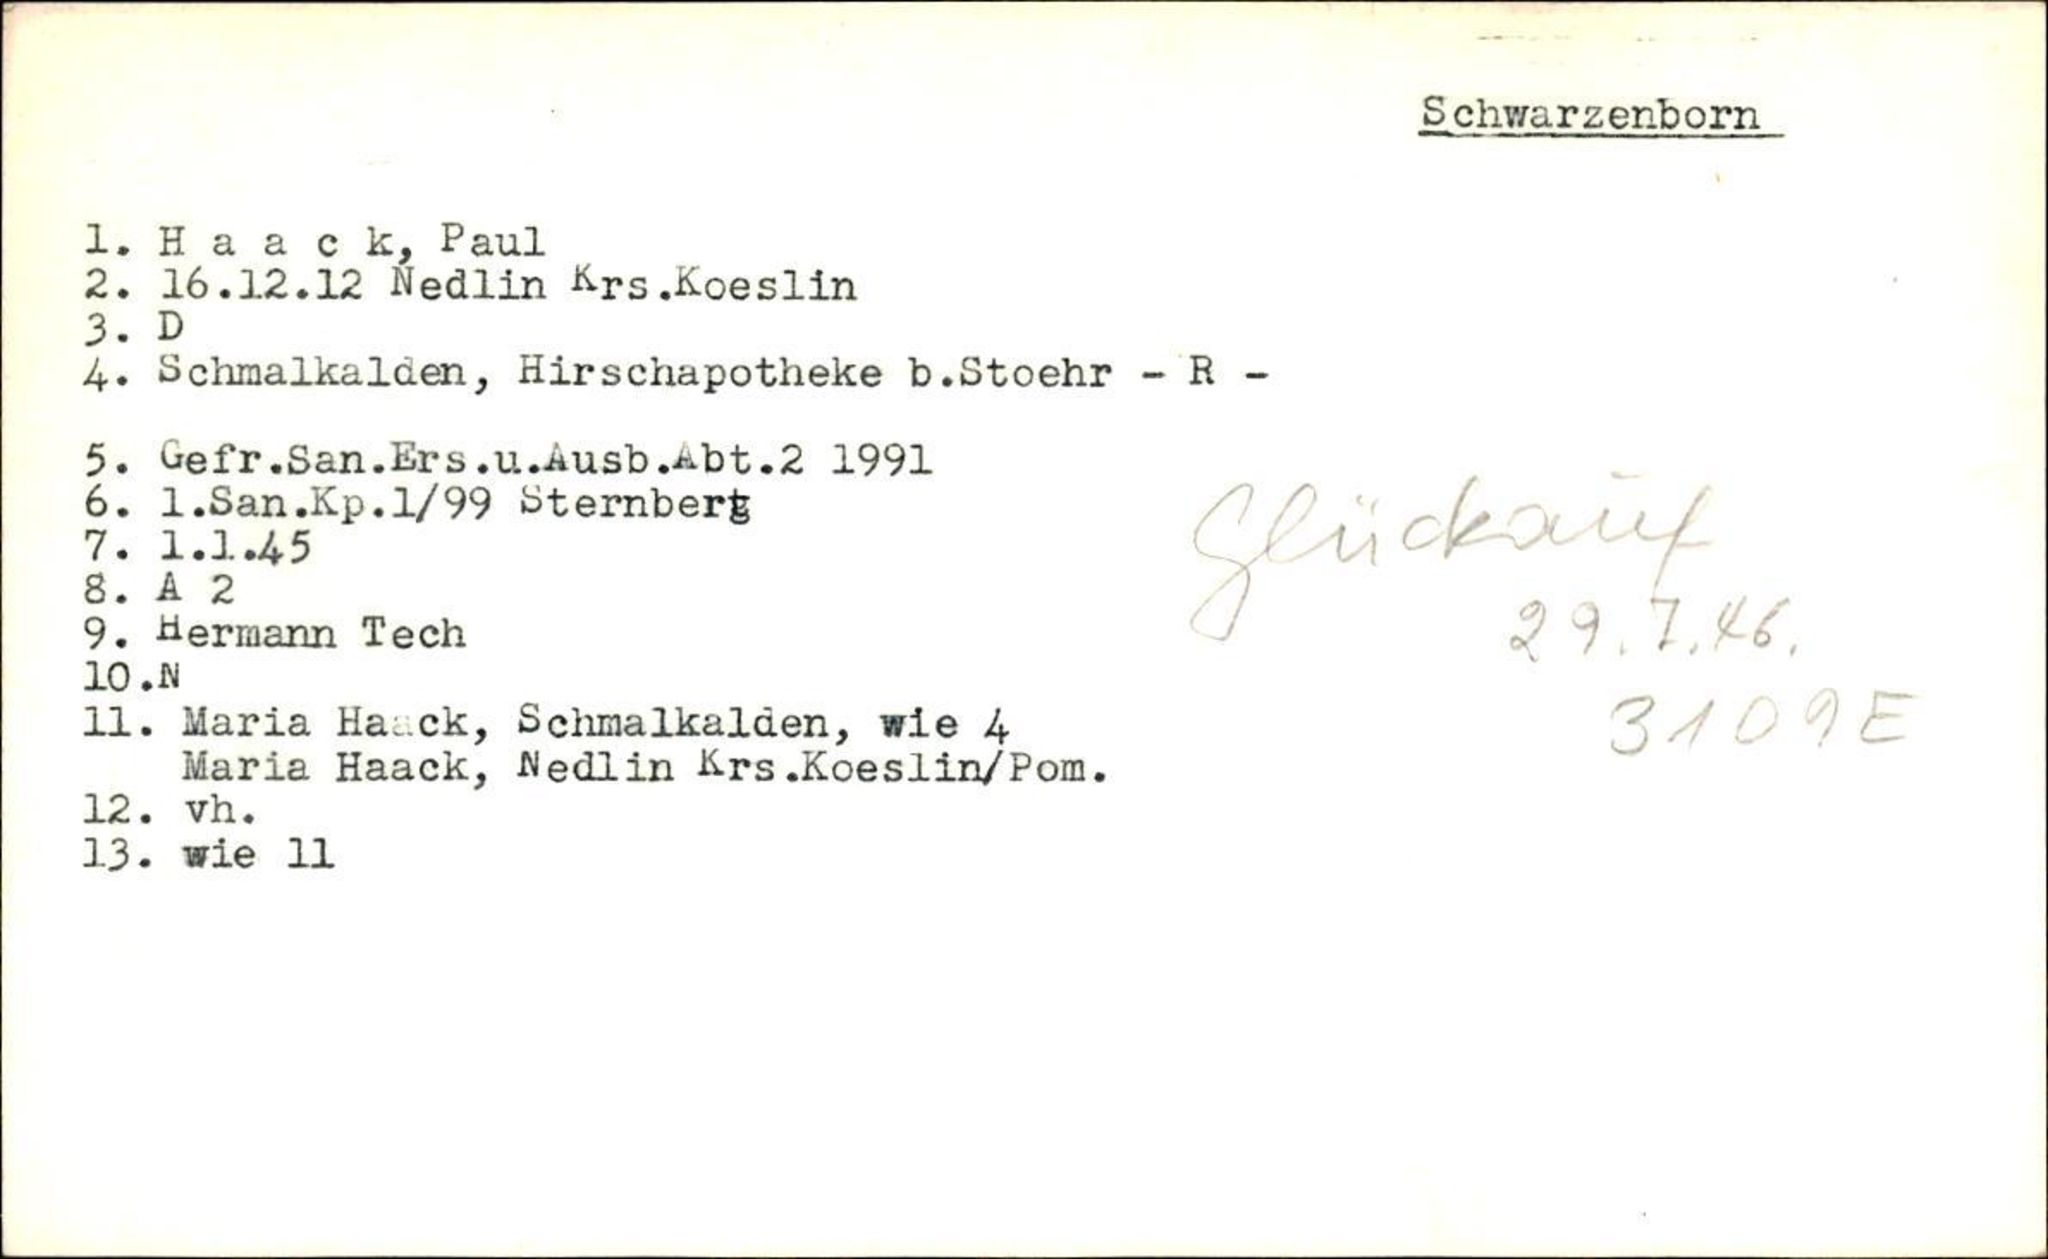 Schwarzenborn
1. H a a c k, Paul
2. 16.12.12 Nedlin Krs.Koeslin
3. D
4. Schmalkalden, Hirschapotheke b.Stoehr - R -
5. Gefr.San.Ers.u.Ausb.Abt.2 1991
6. 1.San.Kp.1/99 Sternberg
7. 1.1.45
8. A 2
9. Hermann Tech
10.N
11. Maria Haack, Schmalkalden, wie 4
Maria Haack, Nedlin Krs.Koeslin/Pom.
12. vh.
13. wie 11
Glückauf
29.7.46.
3109E